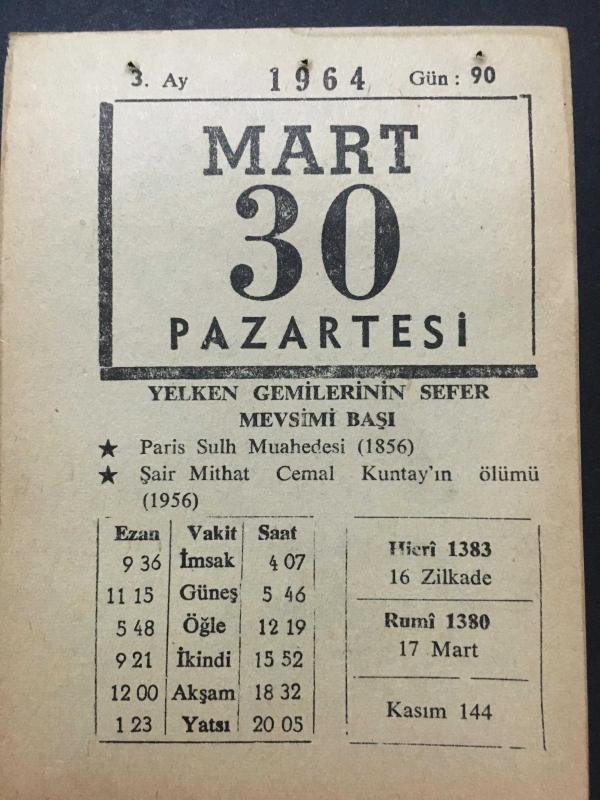 3. Ay 1964 Gün: 90
MART
30
PAZARTESİ
YELKEN GEMİLERİNİN SEFER
MEVSİMİ BAŞI
★ Paris Sulh Muahedesi (1856)
★ Şair Mithat Cemal Kuntay'ın ölümü
(1956)
Ezan Vakit Saat
9 36 İmsak 4 07
11 15 Güneş 5 46
5 48 Öğle 12 19
9 21 İkindi 15 52
12 00 Akşam 18 32
1 23 Yatsı 20 05
Hicrî 1383
16 Zilkade
Rumî 1380
17 Mart
Kasım 144